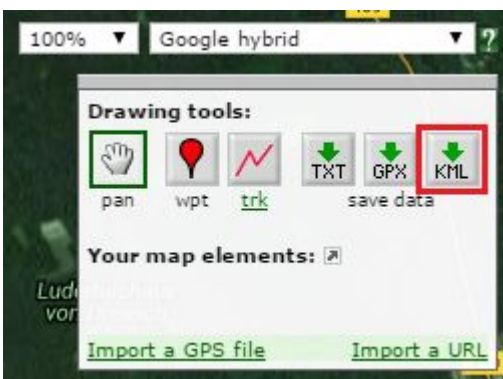 100% Google hybrid ?
Drawing tools:
TXT GPX KML
pan wpt trk save data
Your map elements:
Import a GPS file Import a URL